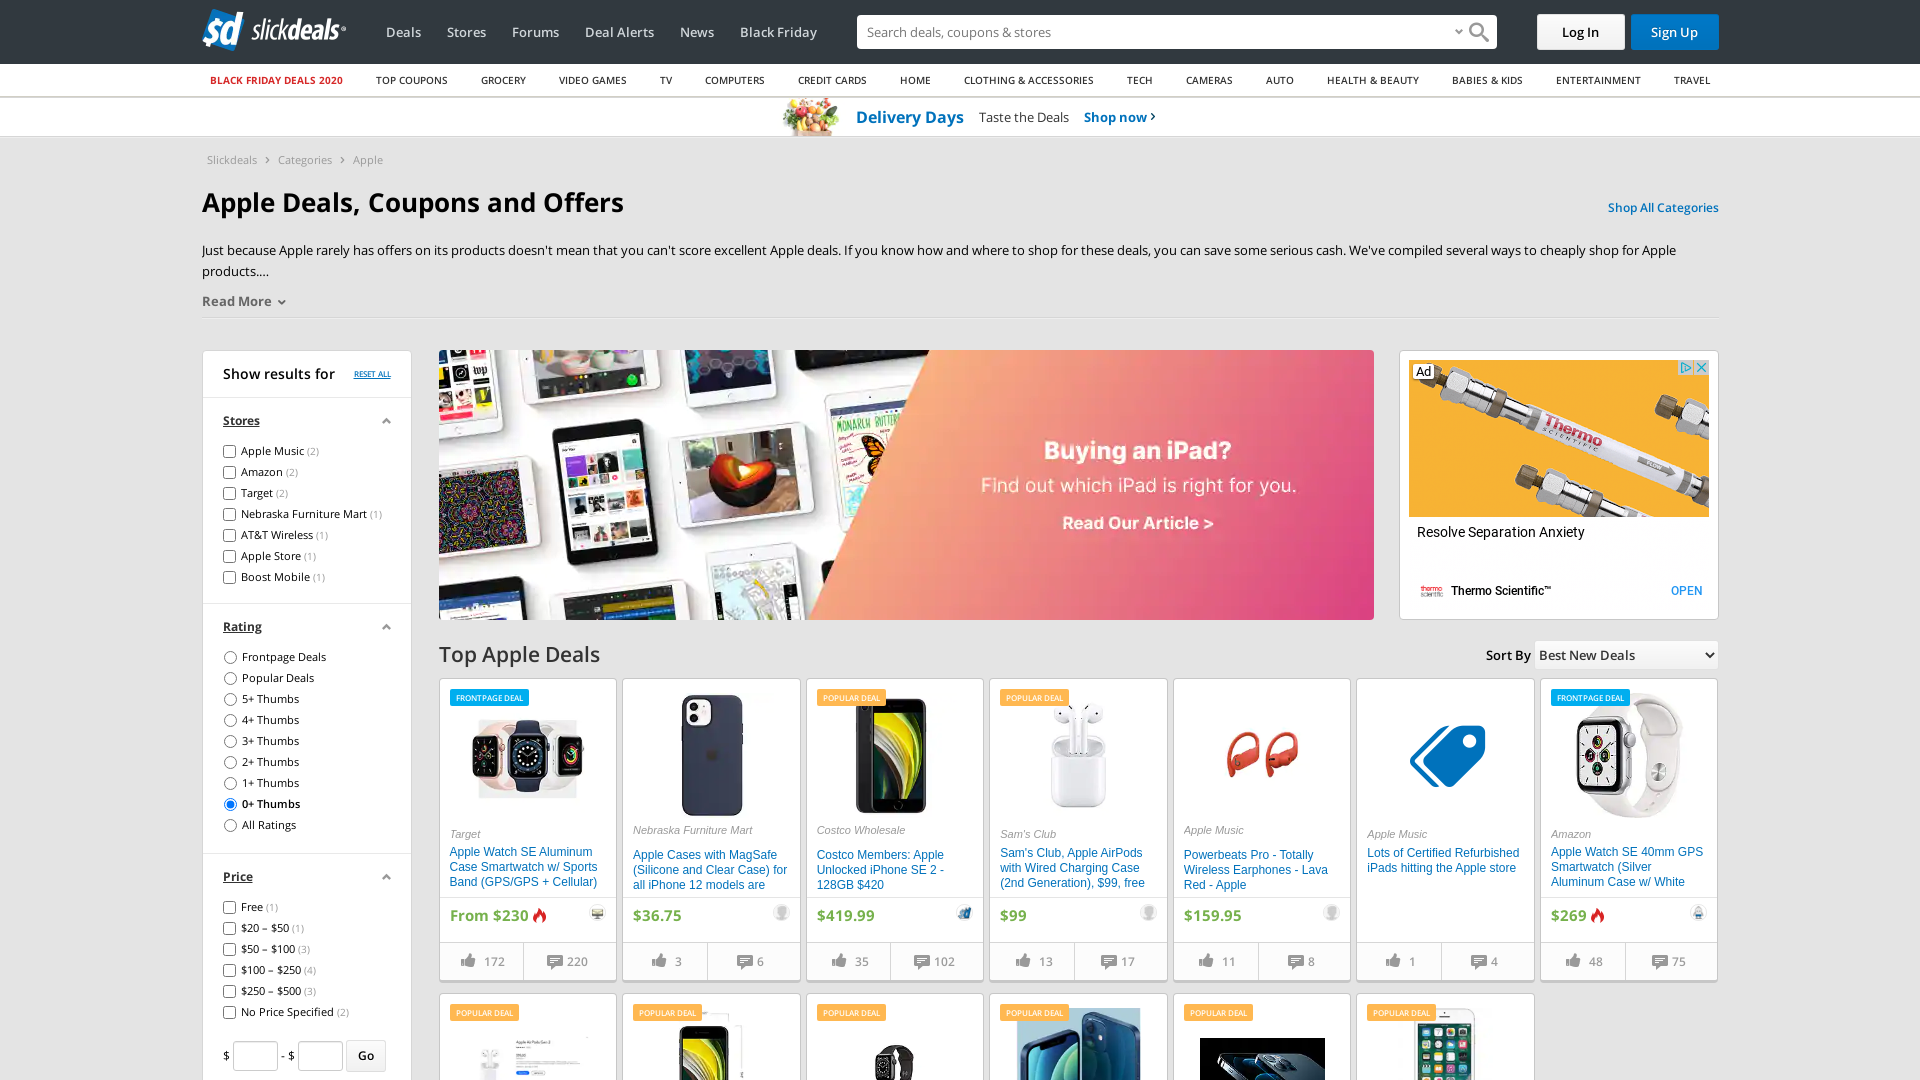 slickdeals
Deals
Stores
Forums
Deal Alerts
News
Black Friday
Search deals, coupons & stores
Log In
Sign Up
BLACK FRIDAY DEALS 2020
TOP COUPONS
GROCERY
VIDEO GAMES
TV
COMPUTERS
CREDIT CARDS
HOME
CLOTHING & ACCESSORIES
TECH
CAMERAS
AUTO
HEALTH & BEAUTY
BABIES & KIDS
ENTERTAINMENT
TRAVEL
Delivery Days Taste the Deals Shop now
Slickdeals > Categories > Apple
Apple Deals, Coupons and Offers
Shop All Categories
Just because Apple rarely has offers on its products doesn't mean that you can't score excellent Apple deals. If you know how and where to shop for these deals, you can save some serious cash. We've compiled several ways to cheaply shop for Apple
products....
Read More
Show results for
RESET ALL
Stores
Apple Music (2)
Amazon (2)
Target (2)
Nebraska Furniture Mart (1)
AT&T Wireless (1)
Apple Store (1)
Boost Mobile (1)
Rating
Frontpage Deals
Popular Deals
5+ Thumbs
4+ Thumbs
3+ Thumbs
2+ Thumbs
1+ Thumbs
0+ Thumbs
All Ratings
Price
Free (1)
$20 – $50 (1)
$50 – $100 (3)
$100 – $250 (4)
$250 – $500 (3)
No Price Specified (2)
$ - $ Go
MONARCH BUTTERF
Buying an iPad?
Find out which iPad is right for you.
Read Our Article >
Ad
Thermo
SCIENTIFIC
FLOW
Resolve Separation Anxiety
thermo
scientific
Thermo Scientific™
OPEN
Top Apple Deals
Sort By Best New Deals
FRONTPAGE DEAL
Target
Apple Watch SE Aluminum
Case Smartwatch w/ Sports
Band (GPS/GPS + Cellular)
From $230
172
220
Nebraska Furniture Mart
Apple Cases with MagSafe
(Silicone and Clear Case) for
all iPhone 12 models are
$36.75
3
6
POPULAR DEAL
Costco Wholesale
Costco Members: Apple
Unlocked iPhone SE 2 -
128GB $420
$419.99
35
102
POPULAR DEAL
Sam's Club
Sam's Club, Apple AirPods
with Wired Charging Case
(2nd Generation), $99, free
$99
13
17
Apple Music
Powerbeats Pro - Totally
Wireless Earphones - Lava
Red - Apple
$159.95
11
8
Apple Music
Lots of Certified Refurbished
iPads hitting the Apple store
1
4
FRONTPAGE DEAL
Amazon
Apple Watch SE 40mm GPS
Smartwatch (Silver
Aluminum Case w/ White
$269
48
75
POPULAR DEAL
POPULAR DEAL
POPULAR DEAL
POPULAR DEAL
POPULAR DEAL
POPULAR DEAL